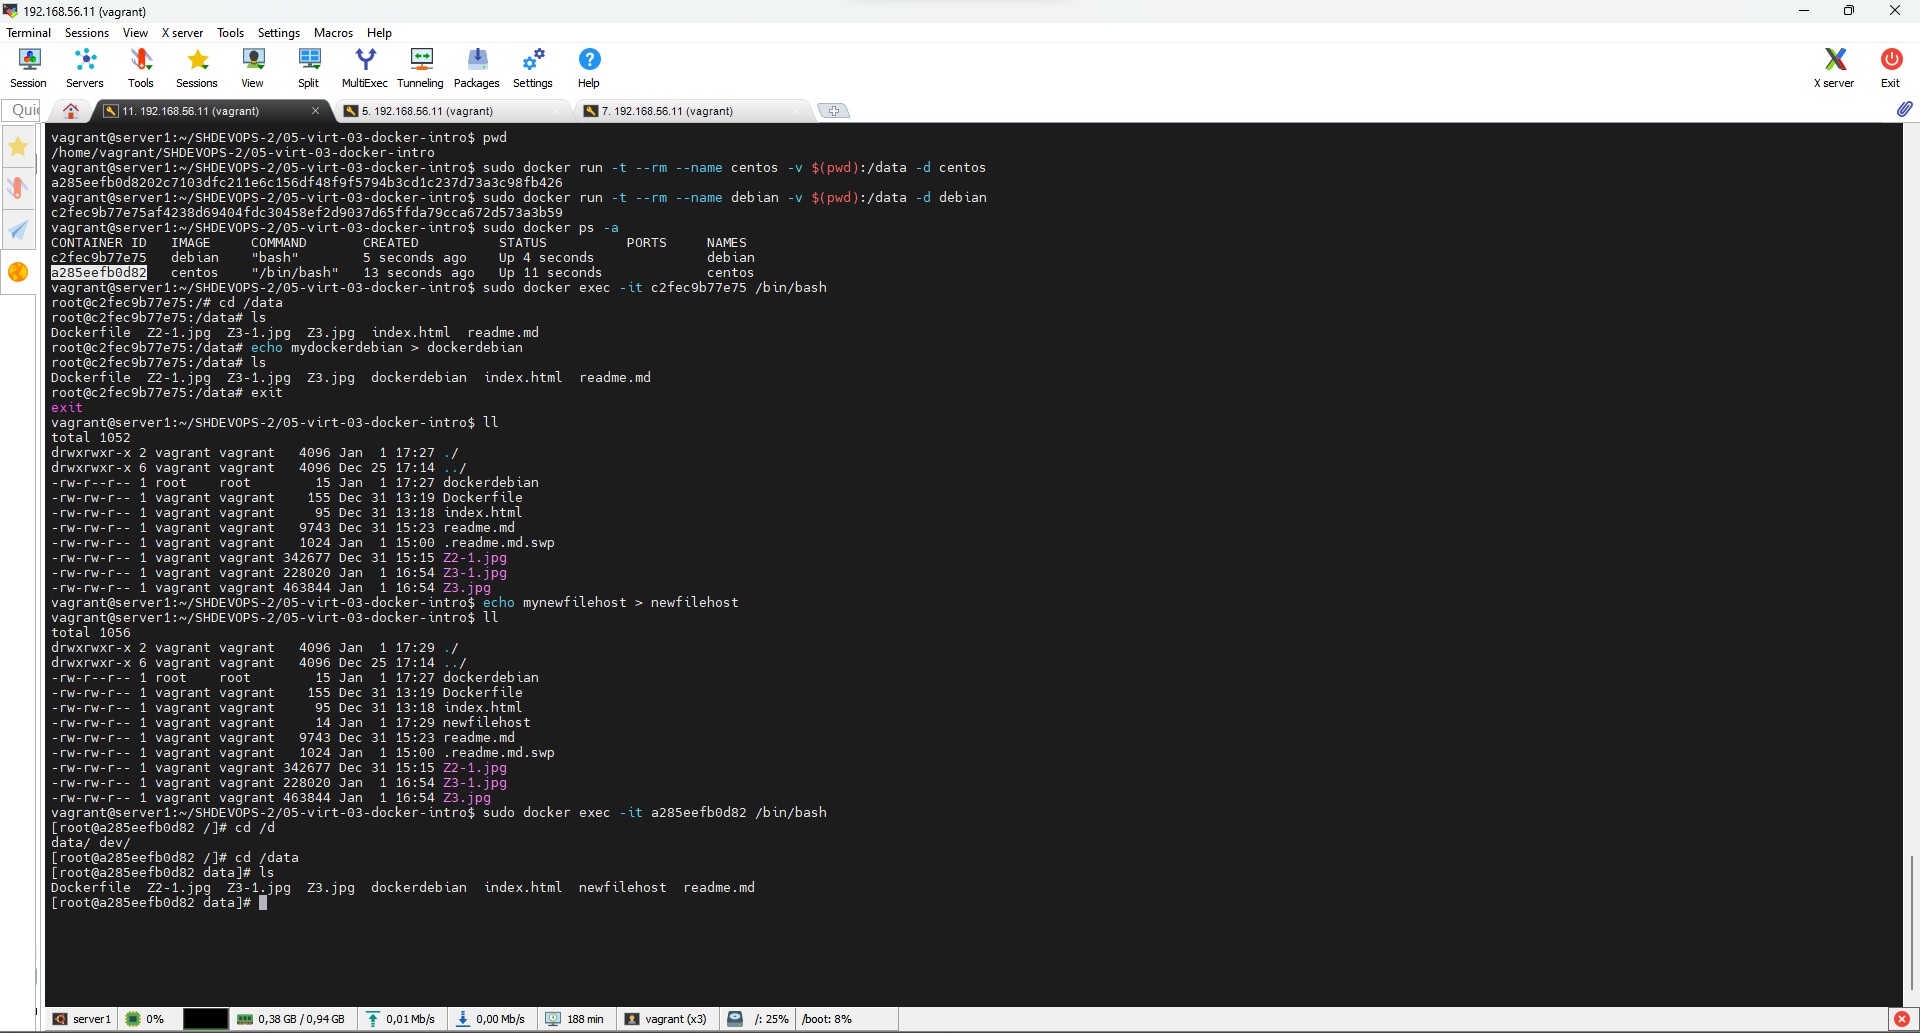 192.168.56.11 (vagrant)
Terminal Sessions View X server Tools Settings Macros Help
Session Servers Tools Sessions View Split MultiExec Tunneling Packages Settings Help X server Exit
Quic 11. 192.168.56.11 (vagrant) 5. 192.168.56.11 (vagrant) 7. 192.168.56.11 (vagrant)
vagrant@server1:~/SHDEVOPS-2/05-virt-03-docker-intro$ pwd
/home/vagrant/SHDEVOPS-2/05-virt-03-docker-intro
vagrant@server1:~/SHDEVOPS-2/05-virt-03-docker-intro$ sudo docker run -t --rm --name centos -v $(pwd):/data -d centos
a285eefb0d8202c7103dfc211e6c156df48f9f5794b3cd1c237d73a3c98fb426
vagrant@server1:~/SHDEVOPS-2/05-virt-03-docker-intro$ sudo docker run -t --rm --name debian -v $(pwd):/data -d debian
c2fec9b77e75af4238d69404fdc30458ef2d9037d65ffda79cca672d573a3b59
vagrant@server1:~/SHDEVOPS-2/05-virt-03-docker-intro$ sudo docker ps -a
CONTAINER ID   IMAGE     COMMAND       CREATED          STATUS          PORTS     NAMES
c2fec9b77e75   debian    "bash"        5 seconds ago    Up 4 seconds              debian
a285eefb0d82   centos    "/bin/bash"   13 seconds ago   Up 11 seconds             centos
vagrant@server1:~/SHDEVOPS-2/05-virt-03-docker-intro$ sudo docker exec -it c2fec9b77e75 /bin/bash
root@c2fec9b77e75:/# cd /data
root@c2fec9b77e75:/data# ls
Dockerfile  Z2-1.jpg  Z3-1.jpg  Z3.jpg  index.html  readme.md
root@c2fec9b77e75:/data# echo mydockerdebian > dockerdebian
root@c2fec9b77e75:/data# ls
Dockerfile  Z2-1.jpg  Z3-1.jpg  Z3.jpg  dockerdebian  index.html  readme.md
root@c2fec9b77e75:/data# exit
exit
vagrant@server1:~/SHDEVOPS-2/05-virt-03-docker-intro$ ll
total 1052
drwxrwxr-x 2 vagrant vagrant   4096 Jan  1 17:27 ./
drwxrwxr-x 6 vagrant vagrant   4096 Dec 25 17:14 ../
-rw-r--r-- 1 root    root        15 Jan  1 17:27 dockerdebian
-rw-rw-r-- 1 vagrant vagrant    155 Dec 31 13:19 Dockerfile
-rw-rw-r-- 1 vagrant vagrant     95 Dec 31 13:18 index.html
-rw-rw-r-- 1 vagrant vagrant   9743 Dec 31 15:23 readme.md
-rw-rw-r-- 1 vagrant vagrant   1024 Jan  1 15:00 .readme.md.swp
-rw-rw-r-- 1 vagrant vagrant 342677 Dec 31 15:15 Z2-1.jpg
-rw-rw-r-- 1 vagrant vagrant 228020 Jan  1 16:54 Z3-1.jpg
-rw-rw-r-- 1 vagrant vagrant 463844 Jan  1 16:54 Z3.jpg
vagrant@server1:~/SHDEVOPS-2/05-virt-03-docker-intro$ echo mynewfilehost > newfilehost
vagrant@server1:~/SHDEVOPS-2/05-virt-03-docker-intro$ ll
total 1056
drwxrwxr-x 2 vagrant vagrant   4096 Jan  1 17:29 ./
drwxrwxr-x 6 vagrant vagrant   4096 Dec 25 17:14 ../
-rw-r--r-- 1 root    root        15 Jan  1 17:27 dockerdebian
-rw-rw-r-- 1 vagrant vagrant    155 Dec 31 13:19 Dockerfile
-rw-rw-r-- 1 vagrant vagrant     95 Dec 31 13:18 index.html
-rw-rw-r-- 1 vagrant vagrant     14 Jan  1 17:29 newfilehost
-rw-rw-r-- 1 vagrant vagrant   9743 Dec 31 15:23 readme.md
-rw-rw-r-- 1 vagrant vagrant   1024 Jan  1 15:00 .readme.md.swp
-rw-rw-r-- 1 vagrant vagrant 342677 Dec 31 15:15 Z2-1.jpg
-rw-rw-r-- 1 vagrant vagrant 228020 Jan  1 16:54 Z3-1.jpg
-rw-rw-r-- 1 vagrant vagrant 463844 Jan  1 16:54 Z3.jpg
vagrant@server1:~/SHDEVOPS-2/05-virt-03-docker-intro$ sudo docker exec -it a285eefb0d82 /bin/bash
[root@a285eefb0d82 /]# cd /d
data/ dev/
[root@a285eefb0d82 /]# cd /data
[root@a285eefb0d82 data]# ls
Dockerfile  Z2-1.jpg  Z3-1.jpg  Z3.jpg  dockerdebian  index.html  newfilehost  readme.md
[root@a285eefb0d82 data]#
server1 0% 0,38 GB / 0,94 GB 0,01 Mb/s 0,00 Mb/s 188 min vagrant (x3) /: 25% /boot: 8%